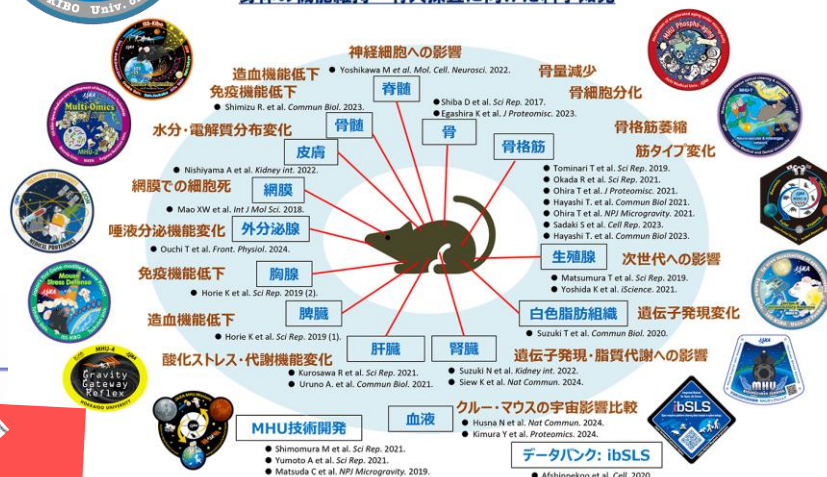 KIBO Univ. of
神経細胞への影響
Yoshikawa M et al. Mol. Cell. Neurosci. 2022.
造血機能低下
免疫機能低下
Shimizu R. et al. Commun Biol. 2023.
脊髄
骨量減少
骨細胞分化
Shiba D et al. Sci Rep. 2017.
Egashira K et al. J Proteomisc. 2023.
水分・電解質分布変化
骨髄
骨
骨格筋
骨格筋萎縮
筋タイプ変化
皮膚
Nishiyama A et al. Kidney int. 2022.
Tominari T et al. Sci Rep. 2019.
Okada R et al. Sci Rep. 2021.
Ohira T et al. J Proteomisc. 2021.
Hayashi T. et al. Commun Biol 2021.
Ohira T et al. NPJ Microgravity. 2021.
Sadaki S et al. Cell Rep. 2023.
Hayashi T. et al. Commun Biol 2023.
網膜での細胞死
網膜
Mao XW et al. Int J Mol Sci. 2018.
唾液分泌機能変化
外分泌腺
Ouchi T et al. Front. Physiol. 2024.
生殖腺
次世代への影響
Matsumura T et al. Sci Rep. 2019.
Yoshida K et al. iScience. 2021.
免疫機能低下
胸腺
Horie K et al. Sci Rep. 2019 (2).
白色脂肪組織
遺伝子発現変化
Suzuki T et al. Commun Biol. 2020.
造血機能低下
脾臓
Horie K et al. Sci Rep. 2019 (1).
酸化ストレス・代謝機能変化
肝臓
Kurosawa R et al. Sci Rep. 2021.
Uruno A. et al. Commun Biol. 2021.
腎臓
遺伝子発現・脂質代謝への影響
Suzuki N et al. Kidney int. 2022.
Siew K et al. Nat Commun. 2024.
血液
クルー・マウスの宇宙影響比較
Husna N et al. Nat Commun. 2024.
Kimura Y et al. Proteomics. 2024.
MHU技術開発
Shimomura M et al. Sci Rep. 2021.
Yumoto A et al. Sci Rep. 2021.
Matsuda C et al. NPJ Microgravity. 2019.
データバンク: ibSLS
Afshinnekoo et al. Cell. 2020.
Multi-Omics
Mouse
Stress Defense
MHU-4
Gravity
Gateway
Reflex
HOKKAIDO UNIVERSITY
MHU
ibSLS